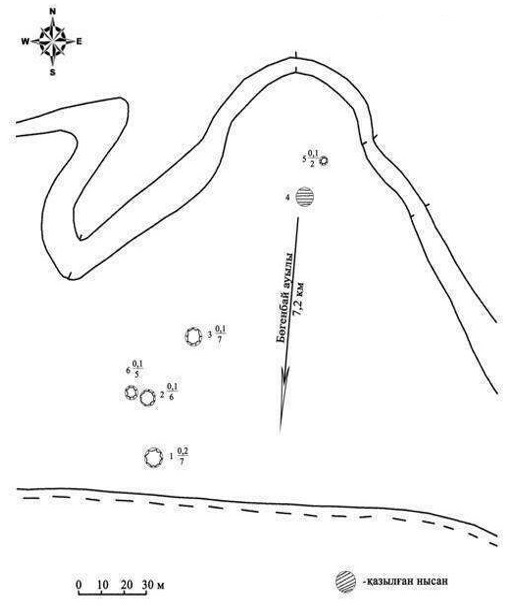 N
W E
S
5 0,1/2
4
Бөгенбай ауылы
7,2 км
3 0,1/7
6 0,1/5
2 0,1/6
1 0,2/7
0 10 20 30 м
-қазылған нысан